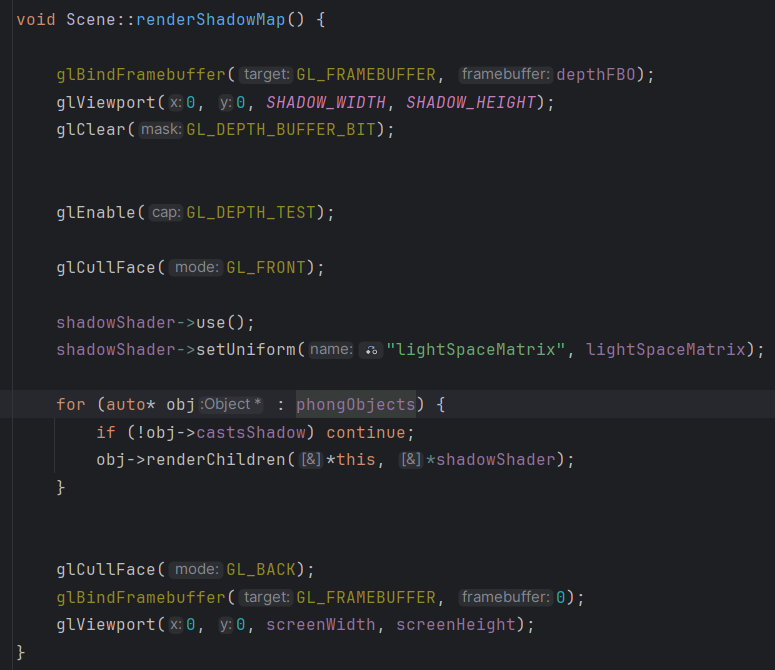 void Scene::renderShadowMap() {
glBindFramebuffer( target: GL_FRAMEBUFFER, framebuffer: depthFBO);
glViewport( x: 0, y: 0, SHADOW_WIDTH, SHADOW_HEIGHT);
glClear( mask: GL_DEPTH_BUFFER_BIT);
glEnable( cap: GL_DEPTH_TEST);
glCullFace( mode: GL_FRONT);
shadowShader->use();
shadowShader->setUniform( name: "lightSpaceMatrix", lightSpaceMatrix);
for (auto* obj :Object * : phongObjects) {
if (!obj->castsShadow) continue;
obj->renderChildren( [&] *this, [&] *shadowShader);
}
glCullFace( mode: GL_BACK);
glBindFramebuffer( target: GL_FRAMEBUFFER, framebuffer: 0);
glViewport( x: 0, y: 0, screenWidth, screenHeight);
}